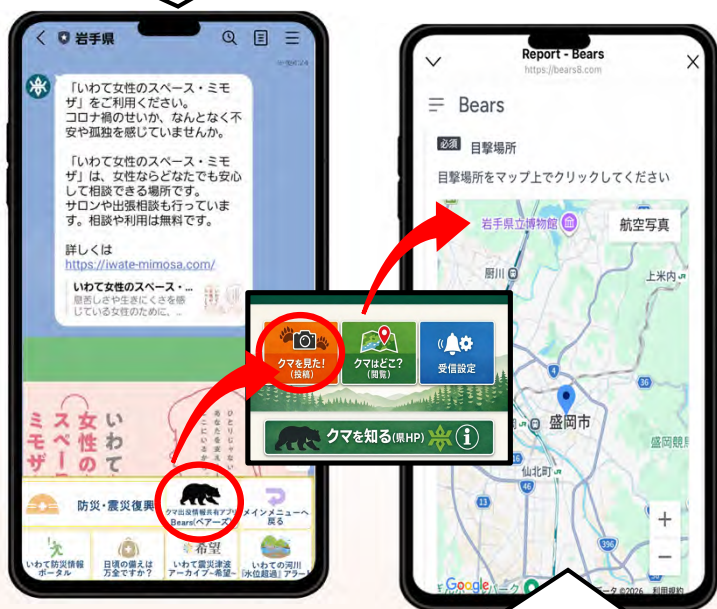 岩手県
「いわて女性のスペース・ミモ
ザ」をご利用ください。
コロナ禍のせいか、なんとなく不
安や孤独を感じていませんか。
「いわて女性のスペース・ミモ
ザ」は、女性ならどなたでも安心
して相談できる場所です。
サロンや出張相談も行っていま
す。相談や利用は無料です。
詳しくは
https://iwate-mimosa.com/
いわて女性のスペース・...
息苦しさや生きにくさを感
じている女性のために、...
いわて
女性の
スペー
ミモザ
防災・震災復興
クマ出没情報共有アプリ
Bears(ベアーズ)
メインメニューへ
戻る
いわて防災情報
ポータル
日頃の備えは
万全ですか?
希望
いわて震災津波
アーカイブ~希望~
いわての河川
クマを見た!
(投稿)
クマはどこ?
(閲覧)
受信設定
クマを知る(県HP)
i
Report - Bears
https://bears8.com
Bears
必須 目撃場所
目撃場所をマップ上でクリックしてください
岩手県立博物館
航空写真
厨川
上米内
4
36
盛岡市
盛岡競
仙北町
46
13
396
+
−
Google
©2026 利用規約